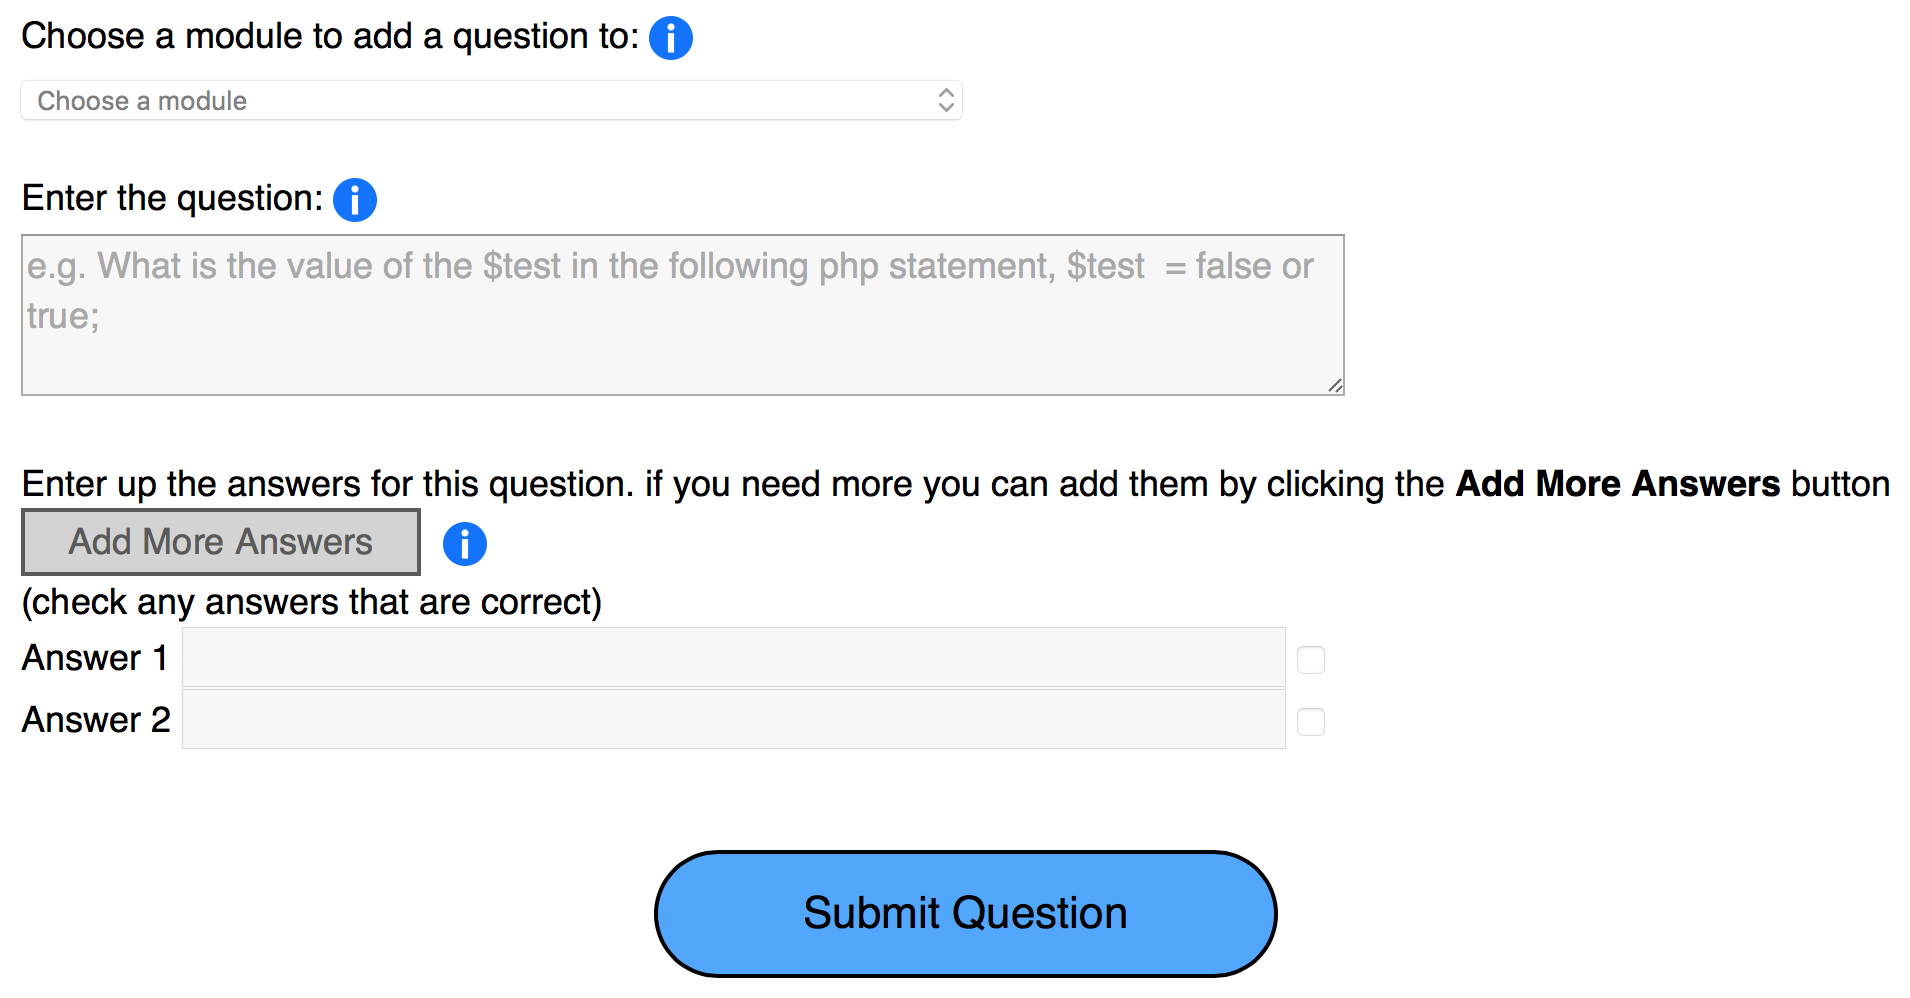 Choose a module to add a question to:
Choose a module
Enter the question:
e.g. What is the value of the $test in the following php statement, $test  = false or
true;
Enter up the answers for this question. if you need more you can add them by clicking the Add More Answers button
Add More Answers
(check any answers that are correct)
Answer 1
Answer 2
Submit Question